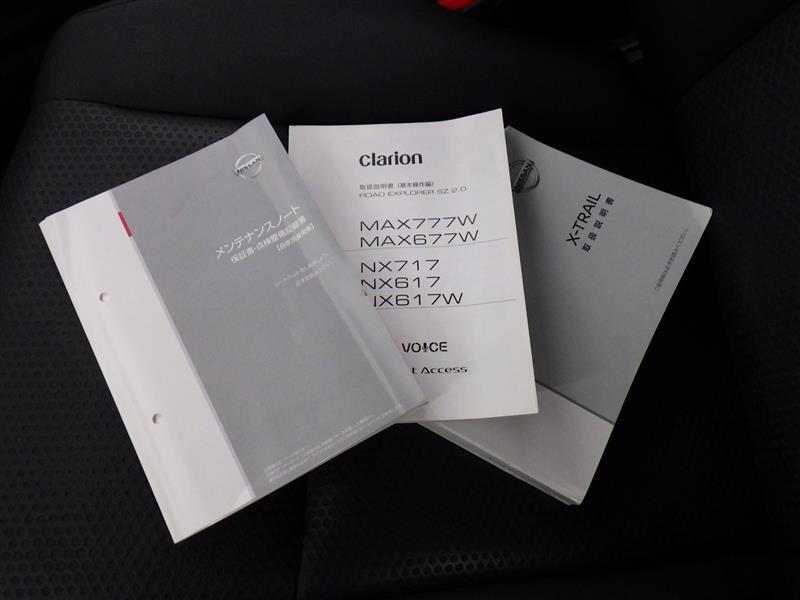 NISSAN
メンテナンスノート
保証書・点検整備記録簿
【自家用乗用車】
clarion
取扱説明書(基本操作編)
ROAD EXPLORER SZ 2.0
MAX777W
MAX677W
NX717
NX617
NX617W
VOICE
t Access
NISSAN
X-TRAIL
取扱説明書